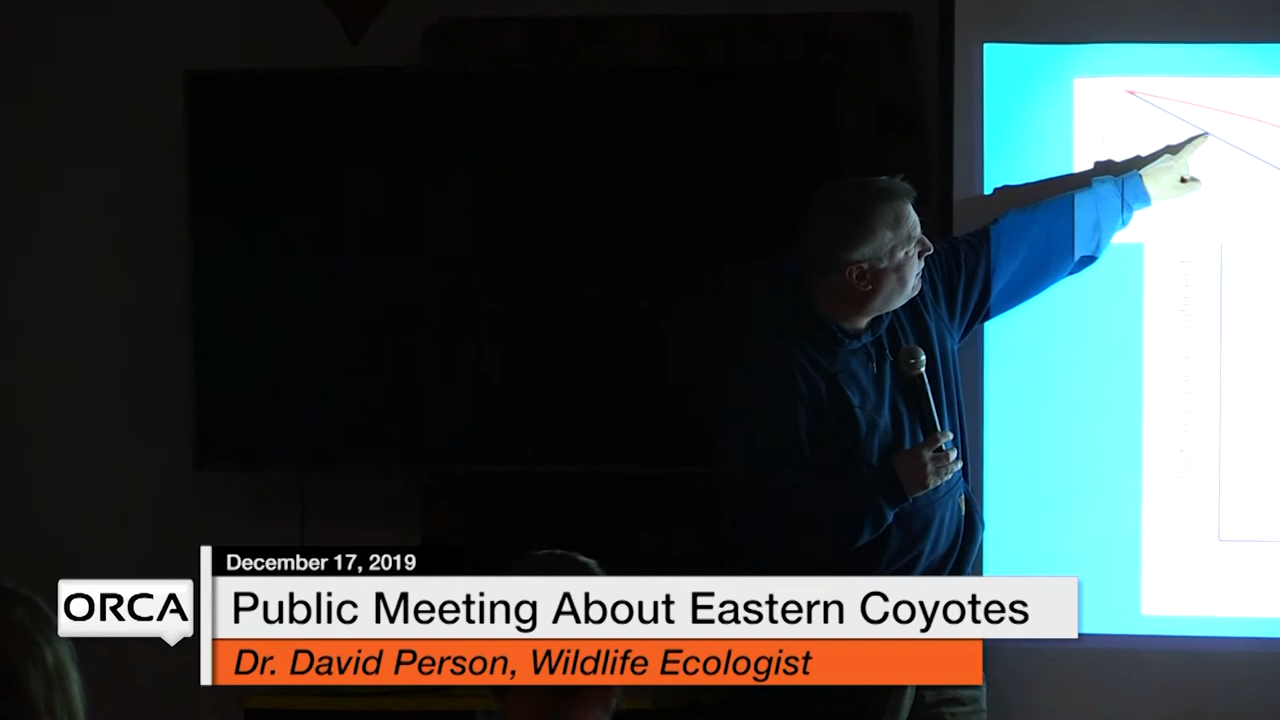 December 17, 2019
ORCA
Public Meeting About Eastern Coyotes
Dr. David Person, Wildlife Ecologist